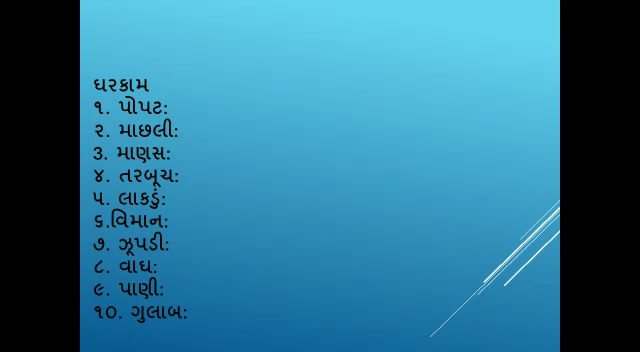 ઘરકામ
૧. પોપટ:
૨. માછલી:
3. માણસ:
૪. તરબૂચ:
૫. લાકડું:
૬.વિમાન:
૭. ઝૂપડી:
૮. વાઘ:
૯. પાણી:
૧૦. ગુલાબ: